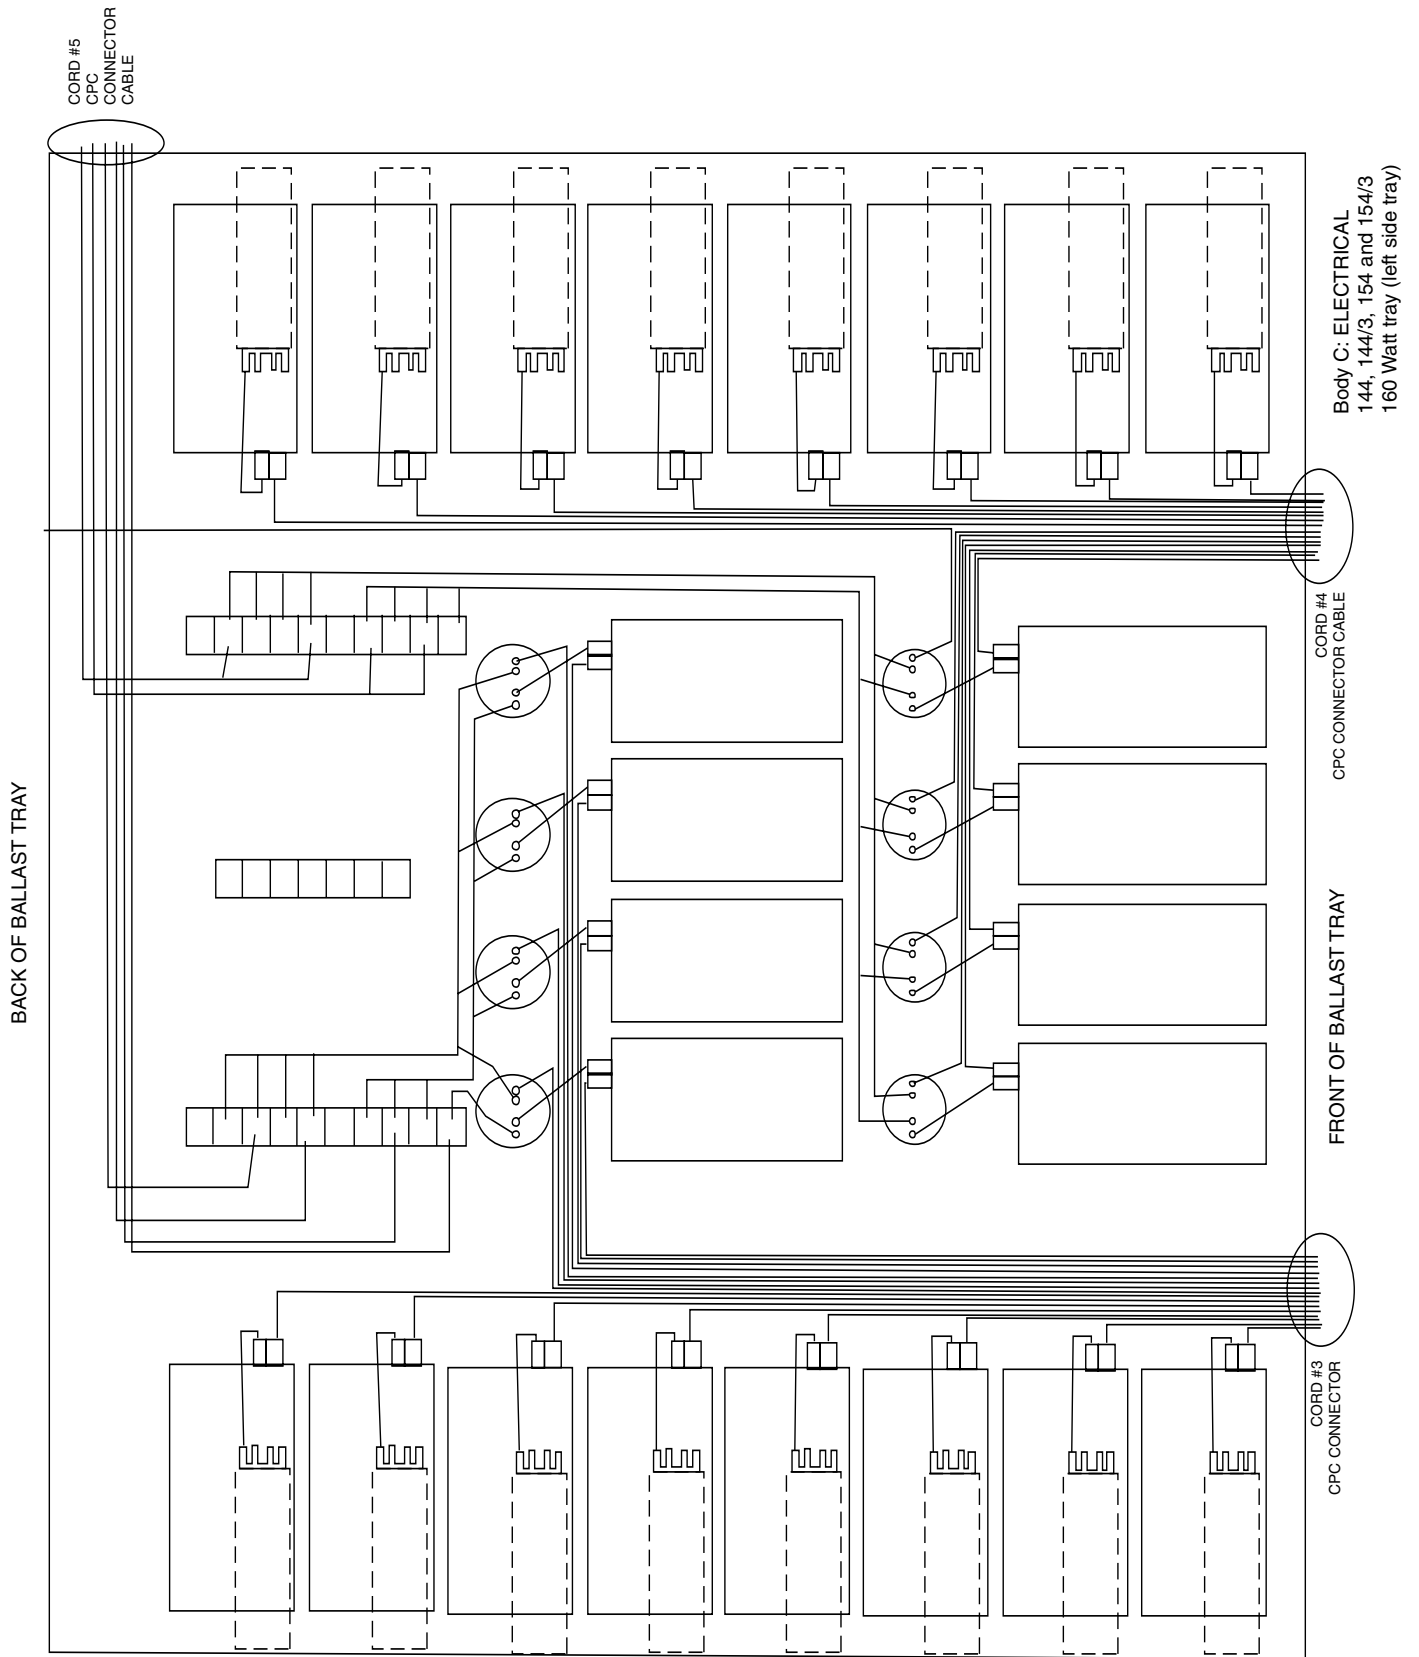 CORD #5
CPC
CONNECTOR
CABLE
BACK OF BALLAST TRAY
Body C: ELECTRICAL
144, 144/3, 154 and 154/3
160 Watt tray (left side tray)
CORD #4
CPC CONNECTOR CABLE
FRONT OF BALLAST TRAY
CORD #3
CPC CONNECTOR